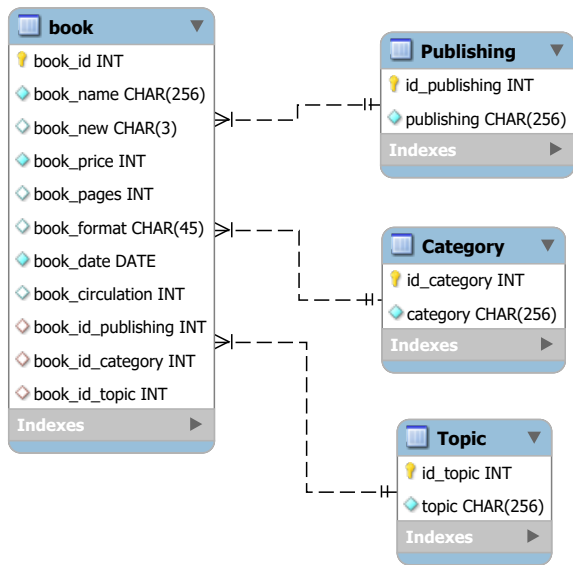 book
book_id INT
book_name CHAR(256)
book_new CHAR(3)
book_price INT
book_pages INT
book_format CHAR(45)
book_date DATE
book_circulation INT
book_id_publishing INT
book_id_category INT
book_id_topic INT
Indexes
Publishing
id_publishing INT
publishing CHAR(256)
Indexes
Category
id_category INT
category CHAR(256)
Indexes
Topic
id_topic INT
topic CHAR(256)
Indexes